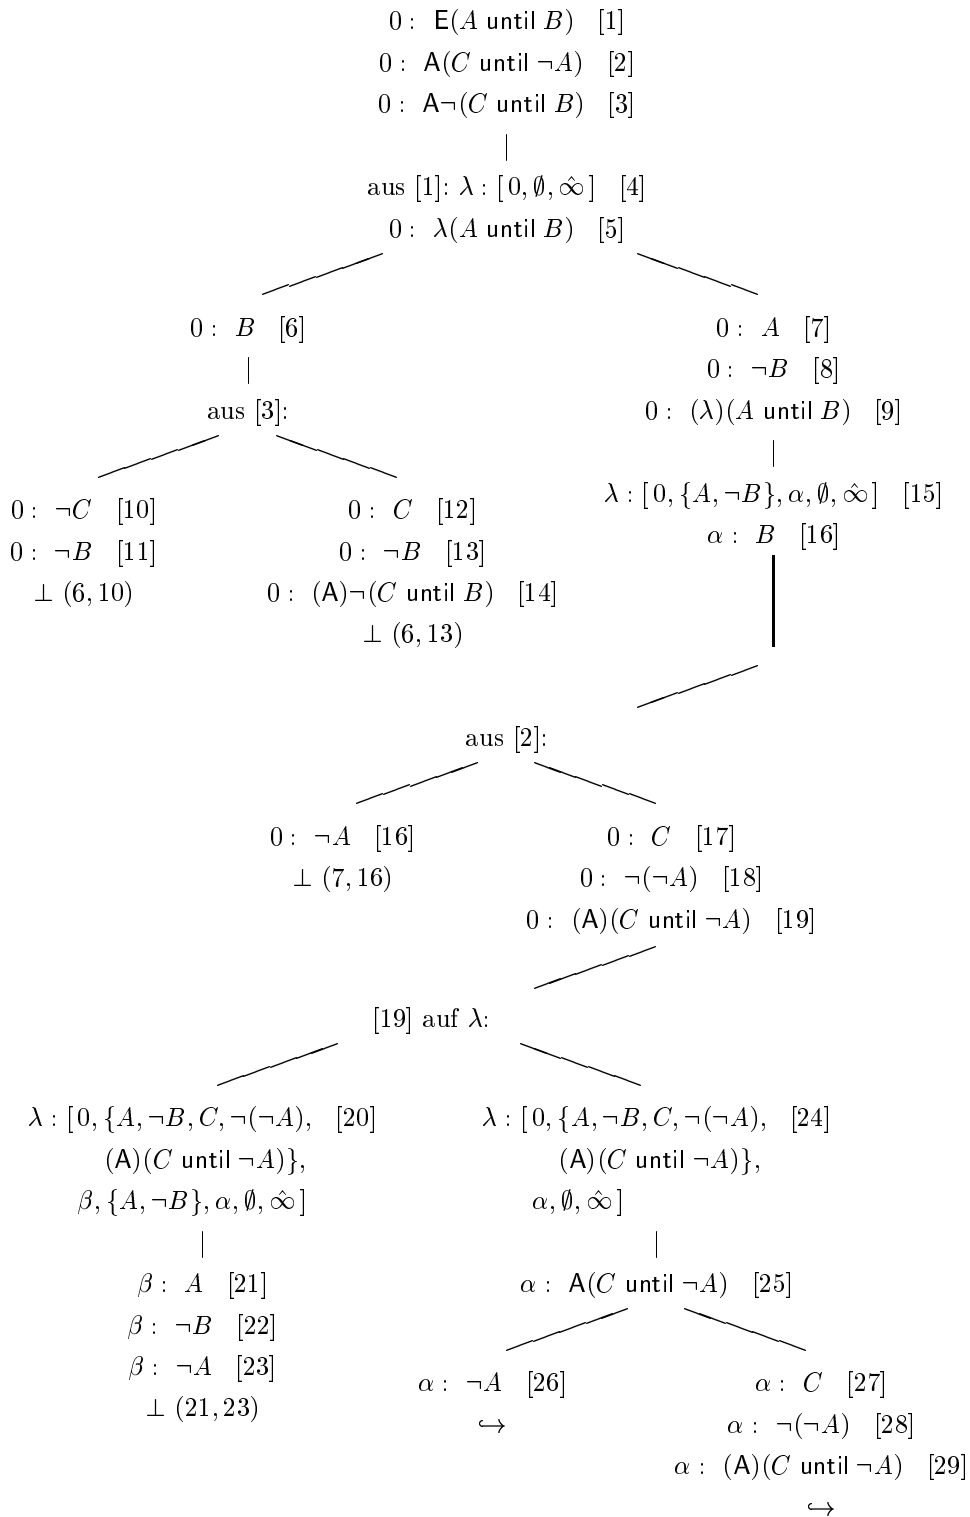 0 : E(A until B) [1]
0 : A(C until ¬A) [2]
0 : A¬(C until B) [3]
aus [1]: λ : [ 0, ∅, ∞̂ ] [4]
0 : λ(A until B) [5]
0 : B [6]
0 : A [7]
0 : ¬B [8]
0 : (λ)(A until B) [9]
aus [3]:
0 : ¬C [10]
0 : ¬B [11]
⊥ (6, 10)
0 : C [12]
0 : ¬B [13]
0 : (A)¬(C until B) [14]
⊥ (6, 13)
λ : [ 0, {A, ¬B}, α, ∅, ∞̂ ] [15]
α : B [16]
aus [2]:
0 : ¬A [16]
⊥ (7, 16)
0 : C [17]
0 : ¬(¬A) [18]
0 : (A)(C until ¬A) [19]
[19] auf λ:
λ : [ 0, {A, ¬B, C, ¬(¬A), [20]
(A)(C until ¬A)},
β, {A, ¬B}, α, ∅, ∞̂ ]
β : A [21]
β : ¬B [22]
β : ¬A [23]
⊥ (21, 23)
λ : [ 0, {A, ¬B, C, ¬(¬A), [24]
(A)(C until ¬A)},
α, ∅, ∞̂ ]
α : A(C until ¬A) [25]
α : ¬A [26]
↪
α : C [27]
α : ¬(¬A) [28]
α : (A)(C until ¬A) [29]
↪